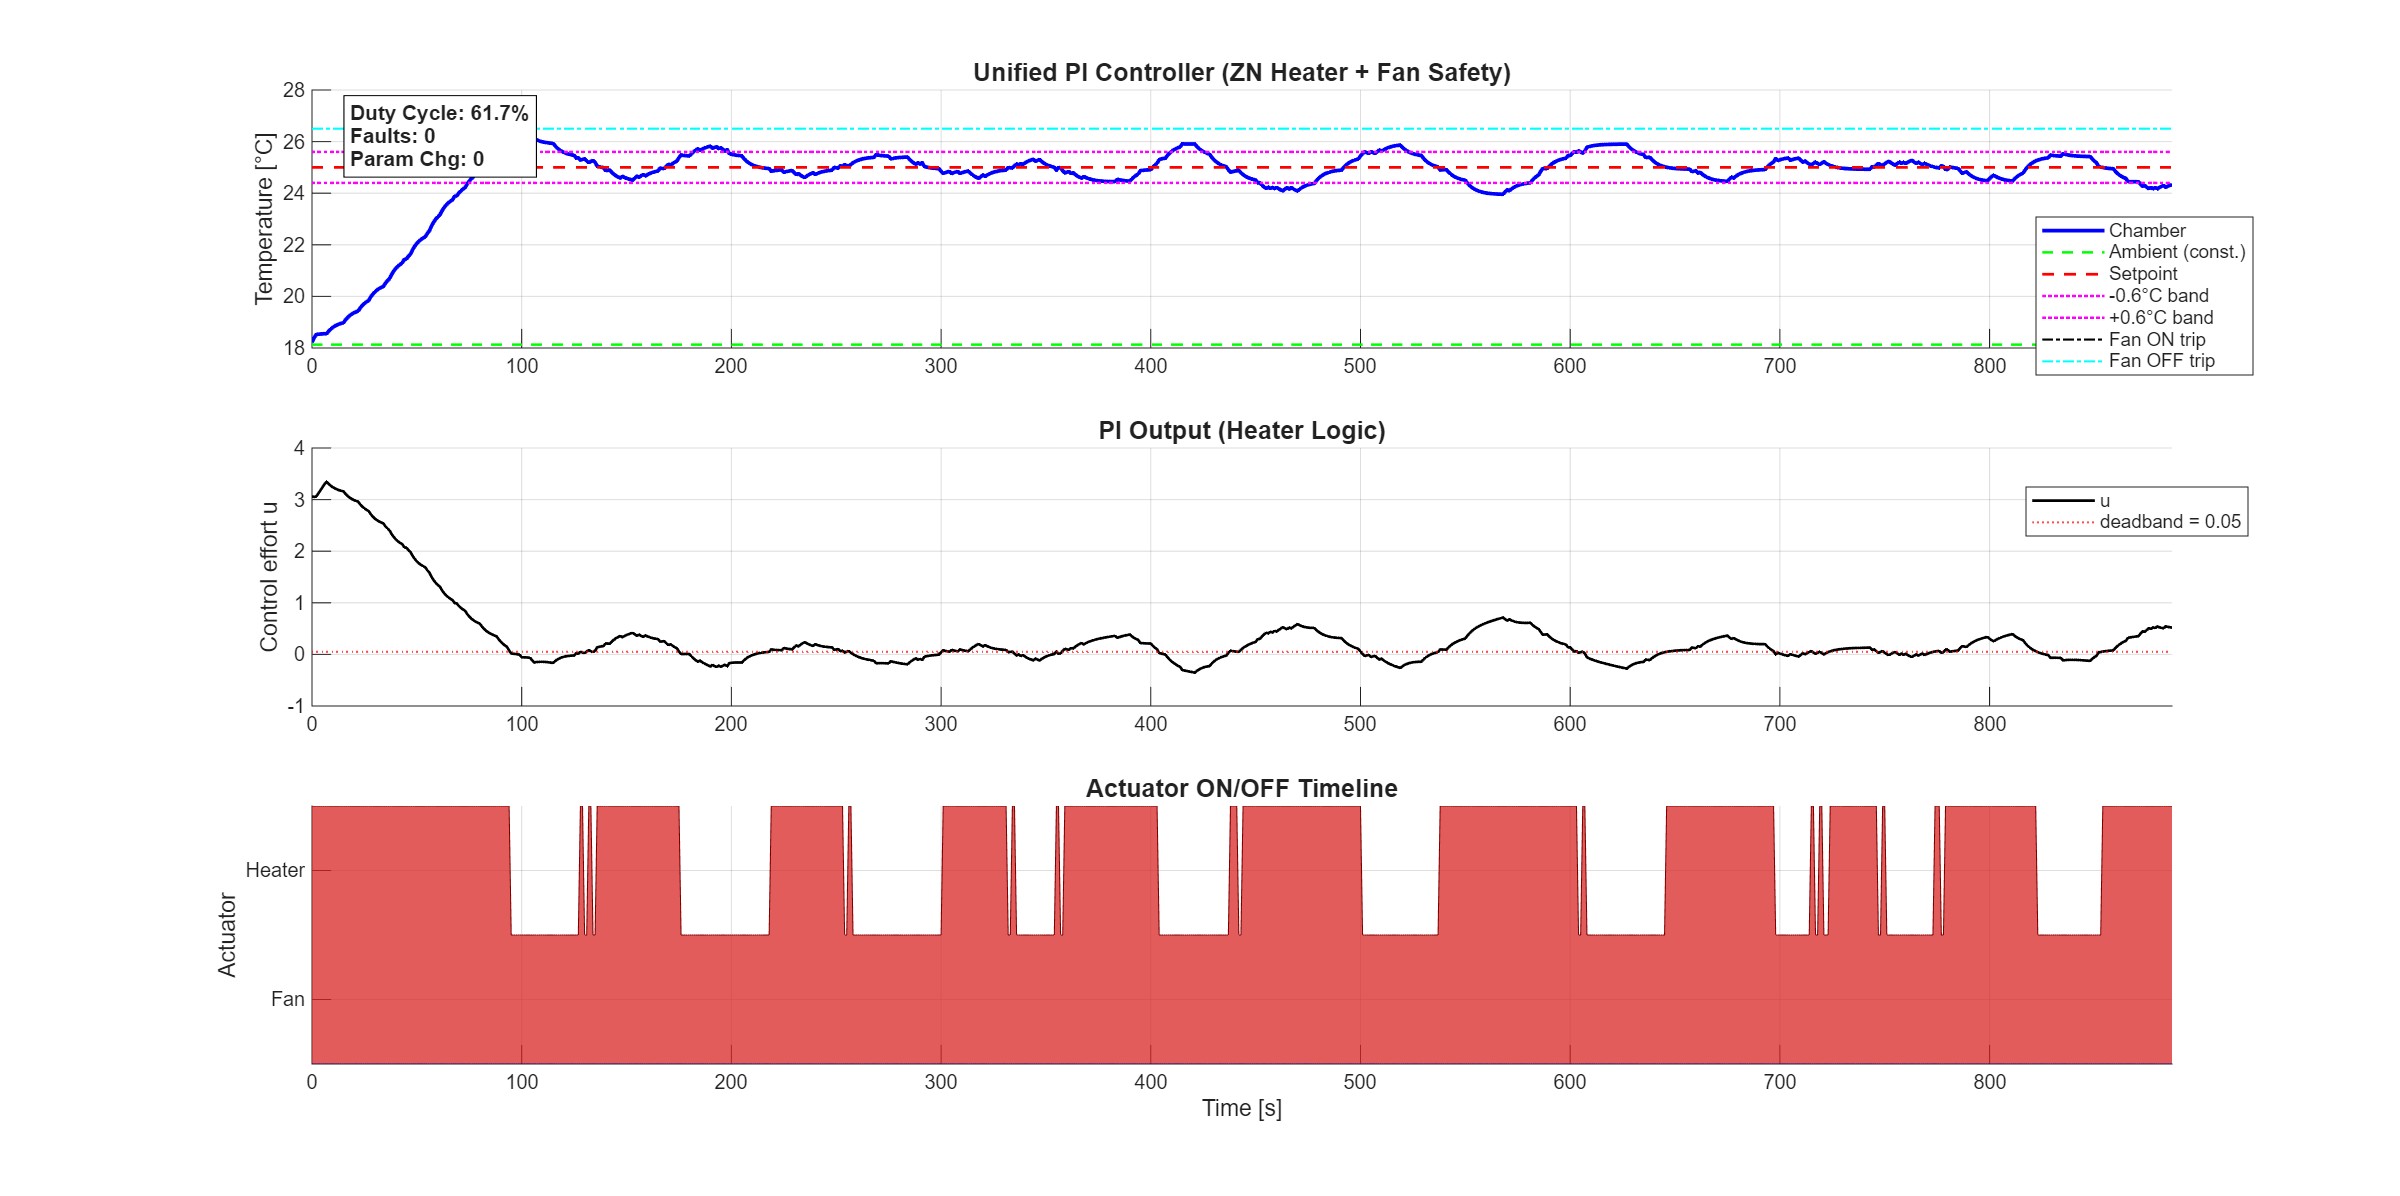 Unified PI Controller (ZN Heater + Fan Safety)
Temperature [°C]
28
26
24
22
20
18
Duty Cycle: 61.7%
Faults: 0
Param Chg: 0
0 100 200 300 400 500 600 700 800
Chamber
Ambient (const.)
Setpoint
-0.6°C band
+0.6°C band
Fan ON trip
Fan OFF trip
PI Output (Heater Logic)
Control effort u
4
3
2
1
0
-1
0 100 200 300 400 500 600 700 800
u
deadband = 0.05
Actuator ON/OFF Timeline
Actuator
Heater
Fan
0 100 200 300 400 500 600 700 800
Time [s]